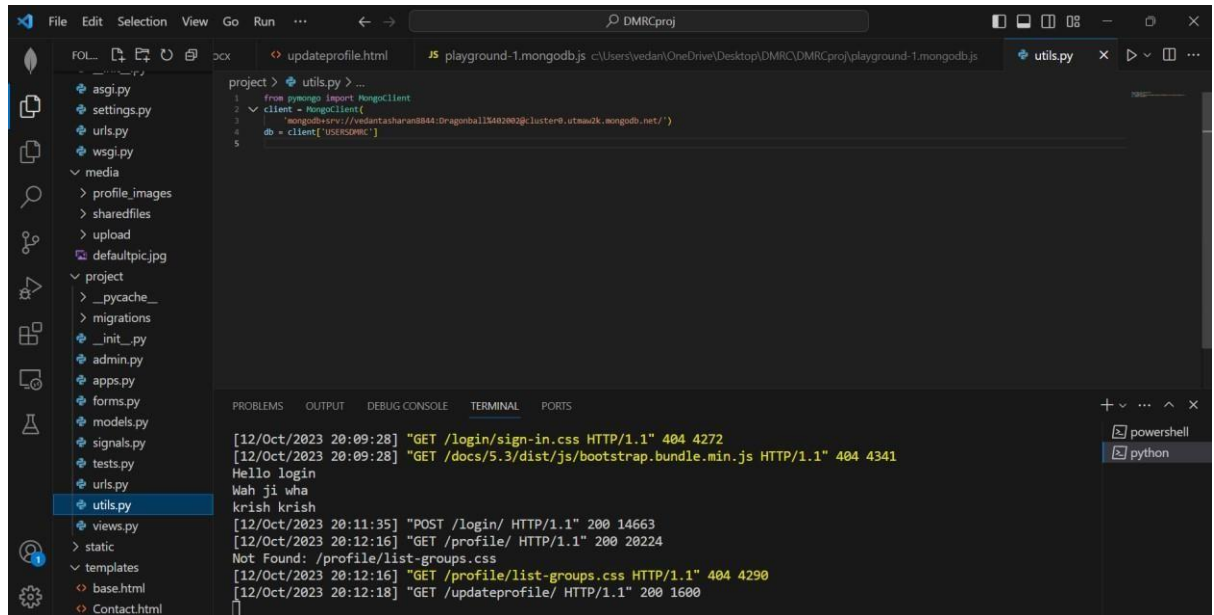 File Edit Selection View Go Run ... DMRCproj
FOL... ocx updateprofile.html JS playground-1.mongodb.js c:\Users\vedan\OneDrive\Desktop\DMRC\DMRCproj\playground-1.mongodb.js utils.py
asgi.py
settings.py
urls.py
wsgi.py
media
profile_images
sharedfiles
upload
defaultpic.jpg
project
__pycache__
migrations
__init__.py
admin.py
apps.py
forms.py
models.py
signals.py
tests.py
urls.py
utils.py
views.py
static
templates
base.html
Contact.html
project > utils.py > ...
1 from pymongo import MongoClient
2 client = MongoClient(
3 'mongodb+srv://vedantasharan8844:Dragonball%402002@cluster0.utmau2k.mongodb.net/')
4 db = client['USERSDMRC']
5
PROBLEMS OUTPUT DEBUG CONSOLE TERMINAL PORTS
[12/Oct/2023 20:09:28] "GET /login/sign-in.css HTTP/1.1" 404 4272
[12/Oct/2023 20:09:28] "GET /docs/5.3/dist/js/bootstrap.bundle.min.js HTTP/1.1" 404 4341
Hello login
Wah ji wha
krish krish
[12/Oct/2023 20:11:35] "POST /login/ HTTP/1.1" 200 14663
[12/Oct/2023 20:12:16] "GET /profile/ HTTP/1.1" 200 20224
Not Found: /profile/list-groups.css
[12/Oct/2023 20:12:16] "GET /profile/list-groups.css HTTP/1.1" 404 4290
[12/Oct/2023 20:12:18] "GET /updateprofile/ HTTP/1.1" 200 1600
powershell
python
1